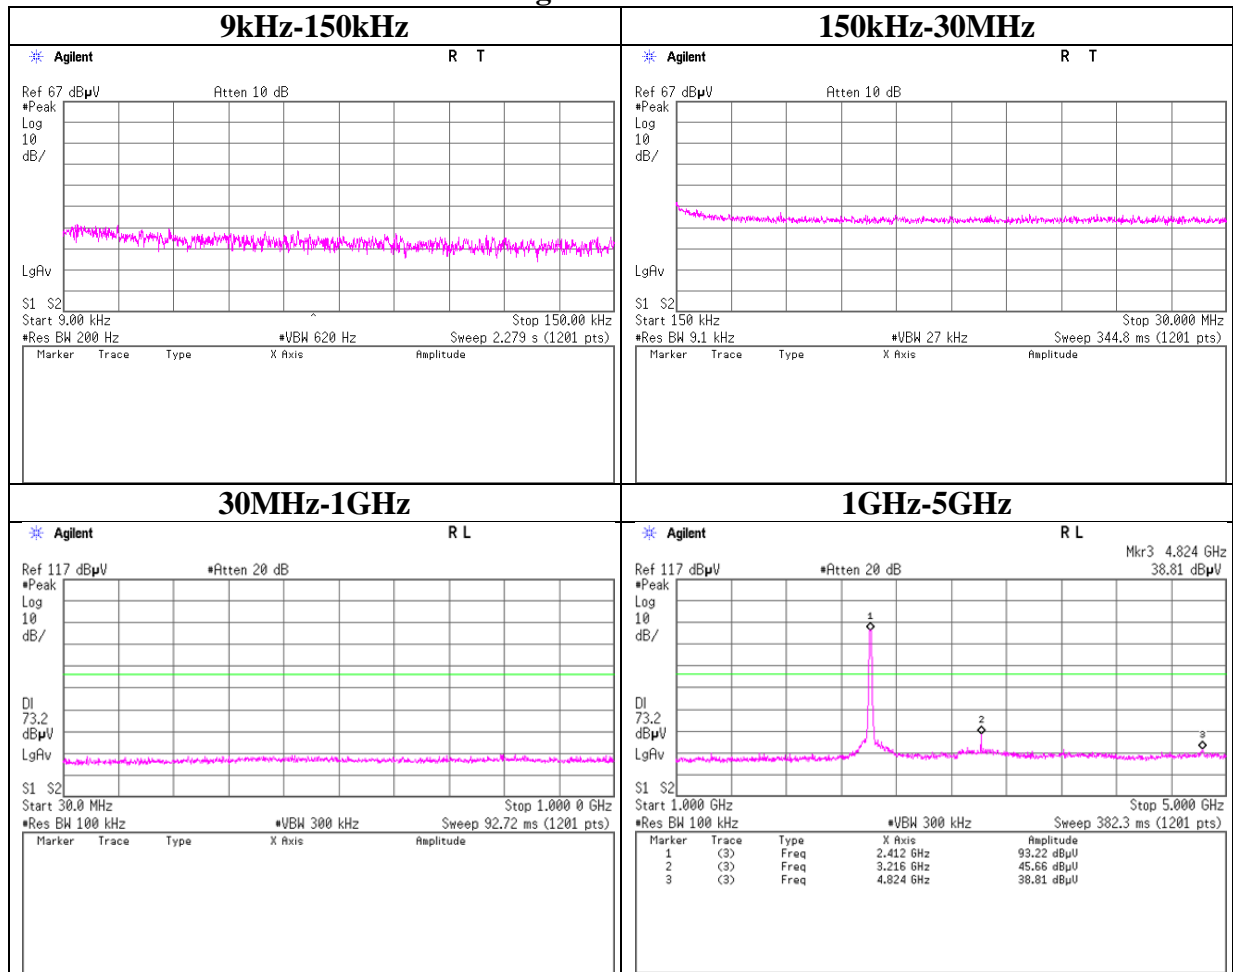 9kHz-150kHz
Agilent
R T
Ref 67 dBµV
Atten 10 dB
#Peak
Log
10
dB/
LgAv
S1 S2
Start 9.00 kHz
^
Stop 150.00 kHz
#Res BW 200 Hz
#VBW 620 Hz
Sweep 2.279 s (1201 pts)
Marker Trace Type X Axis Amplitude
150kHz-30MHz
Agilent
R T
Ref 67 dBµV
Atten 10 dB
#Peak
Log
10
dB/
LgAv
S1 S2
Start 150 kHz
Stop 30.000 MHz
#Res BW 9.1 kHz
#VBW 27 kHz
Sweep 344.8 ms (1201 pts)
Marker Trace Type X Axis Amplitude
30MHz-1GHz
Agilent
R L
Ref 117 dBµV
#Atten 20 dB
#Peak
Log
10
dB/
DI
73.2
dBµV
LgAv
S1 S2
Start 30.0 MHz
Stop 1.000 0 GHz
#Res BW 100 kHz
#VBW 300 kHz
Sweep 92.72 ms (1201 pts)
Marker Trace Type X Axis Amplitude
1GHz-5GHz
Agilent
R L
Mkr3 4.824 GHz
Ref 117 dBµV
#Atten 20 dB
38.81 dBµV
#Peak
Log
10
dB/
1
DI
73.2
dBµV
2
3
LgAv
S1 S2
Start 1.000 GHz
Stop 5.000 GHz
#Res BW 100 kHz
#VBW 300 kHz
Sweep 382.3 ms (1201 pts)
Marker Trace Type X Axis Amplitude
1 (3) Freq 2.412 GHz 93.22 dBµV
2 (3) Freq 3.216 GHz 45.66 dBµV
3 (3) Freq 4.824 GHz 38.81 dBµV